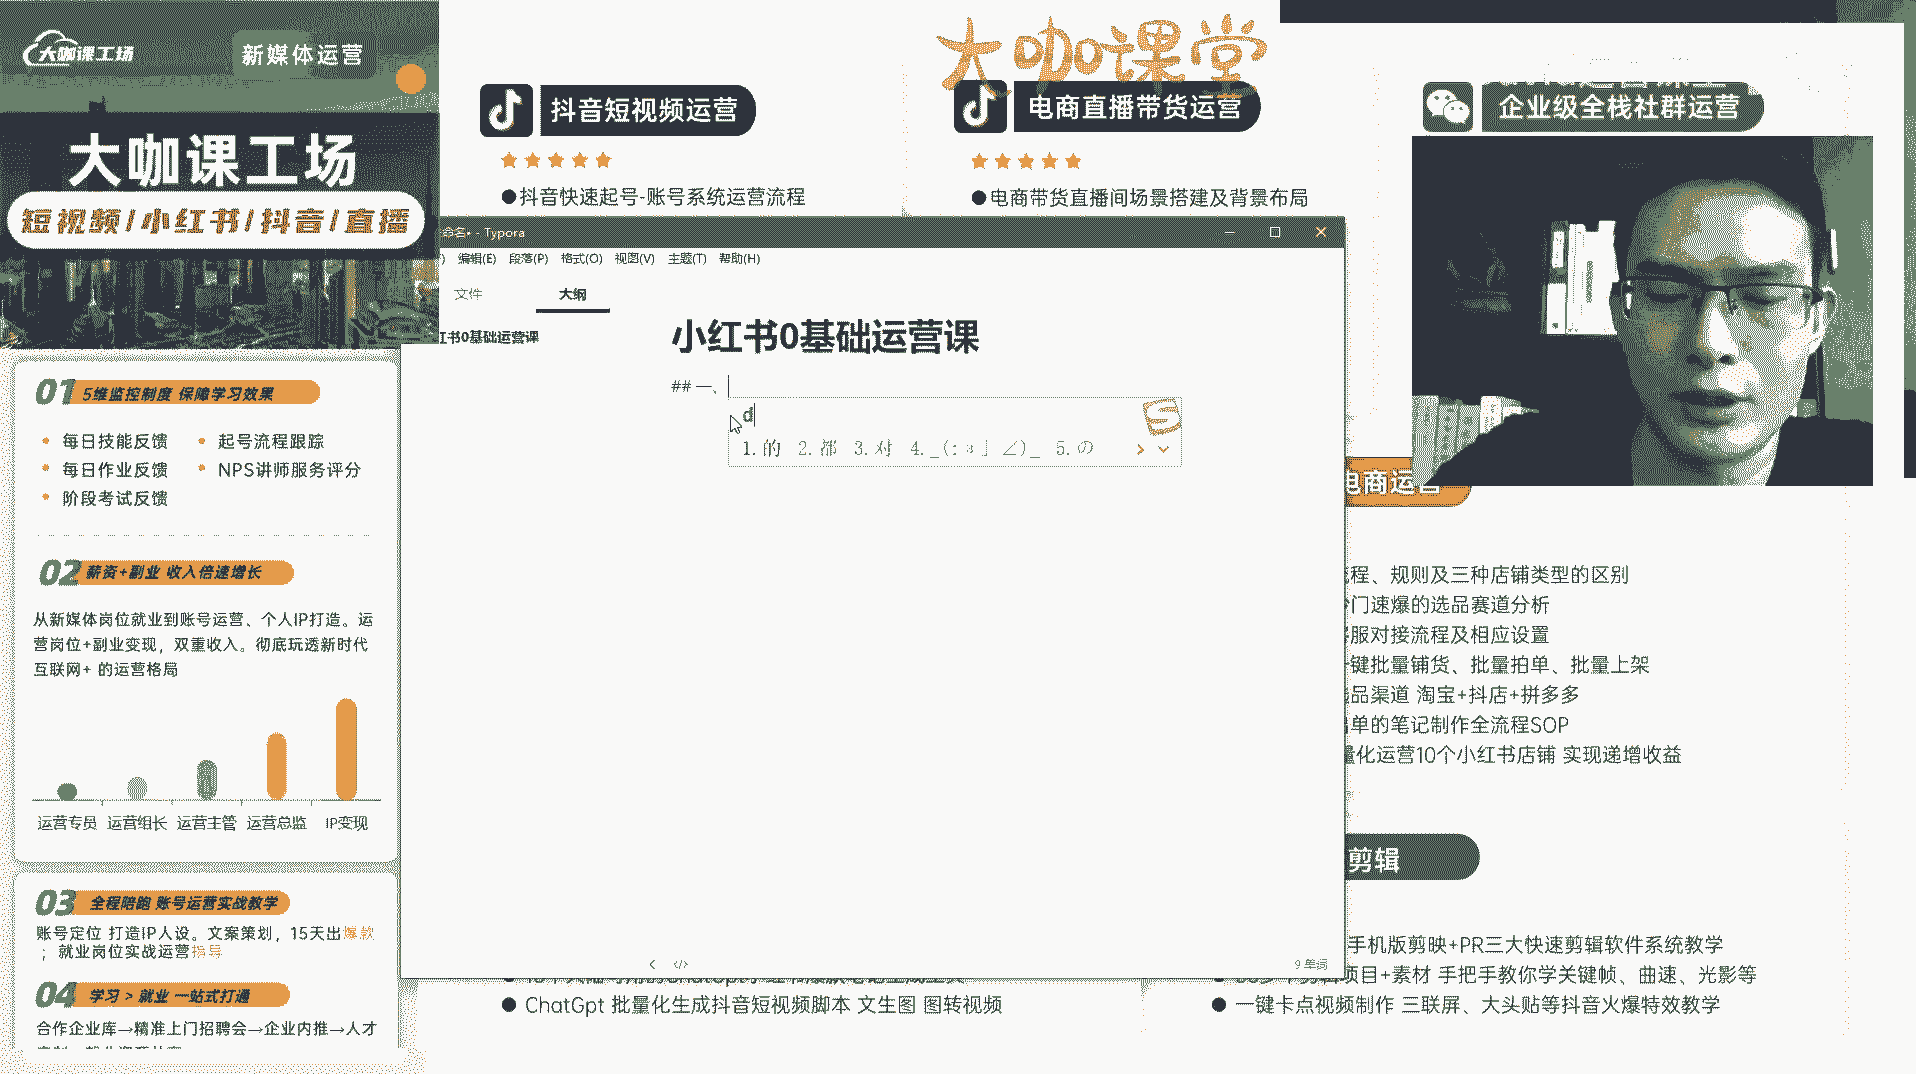 大咖课工场
新媒体运营
大咖课工场
短视频/小红书/抖音/直播
01 5维监控制度 保障学习效果
每日技能反馈
起号流程跟踪
每日作业反馈
NPS讲师服务评分
阶段考试反馈
02 薪资+副业 收入倍速增长
从新媒体岗位就业到账号运营、个人IP打造。运
营岗位+副业变现，双重收入。彻底玩透新时代
互联网+ 的运营格局
运营专员 运营组长 运营主管 运营总监 IP变现
03 全程陪跑 账号运营实战教学
账号定位 打造IP人设。文案策划，15天出爆款
；就业岗位实战运营指导
04 学习 > 就业 一站式打通
合作企业库→精准上门招聘会→企业内推→人才
大咖课堂
抖音短视频运营
●抖音快速起号-账号系统运营流程
电商直播带货运营
●电商带货直播间场景搭建及背景布局
企业级全栈社群运营
命名• - Typora
) 编辑(E) 段落(P) 格式(O) 视图(V) 主题(T) 帮助(H)
文件
大纲
红书0基础运营课
小红书0基础运营课
## 一、
d
1.的 2.都 3.对 4._(:з」∠)_ 5.の
9 单词
电商运营
流程、规则及三种店铺类型的区别
门速爆的选品赛道分析
客服对接流程及相应设置
一键批量铺货、批量拍单、批量上架
选品渠道 淘宝+抖店+拼多多
出单的笔记制作全流程SOP
量化运营10个小红书店铺 实现递增收益
剪辑
手机版剪映+PR三大快速剪辑软件系统教学
项目+素材 手把手教你学关键帧、曲速、光影等
● 一键卡点视频制作 三联屏、大头贴等抖音火爆特效教学
● ChatGpt 批量化生成抖音短视频脚本 文生图 图转视频